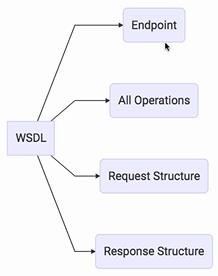 Endpoint
All Operations
WSDL
Request Structure
Response Structure